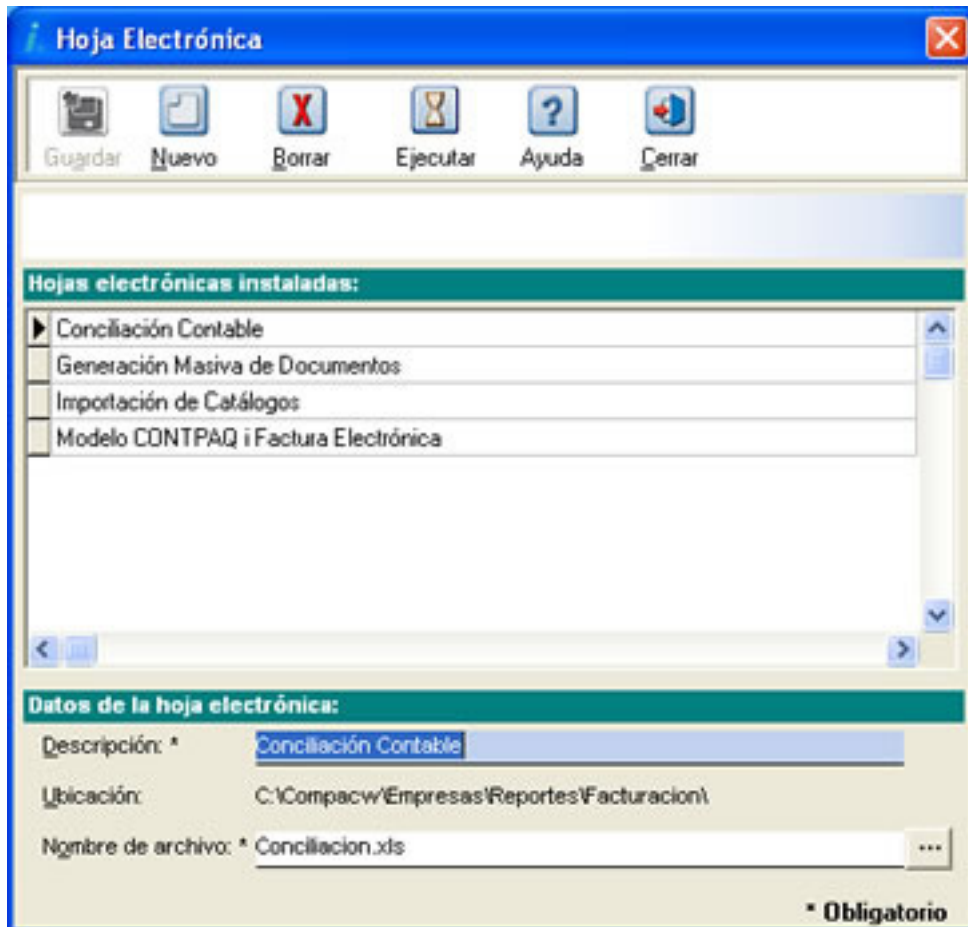 Hoja Electrónica
Guardar Nuevo Borrar Ejecutar Ayuda Cerrar
Hojas electrónicas instaladas:
Conciliación Contable
Generación Masiva de Documentos
Importación de Catálogos
Modelo CONTPAQ i Factura Electrónica
Datos de la hoja electrónica:
Descripción: * Conciliación Contable
Ubicación: C:\Compacw\Empresas\Reportes\Facturacion\
Nombre de archivo: * Conciliacion.xls ...
* Obligatorio